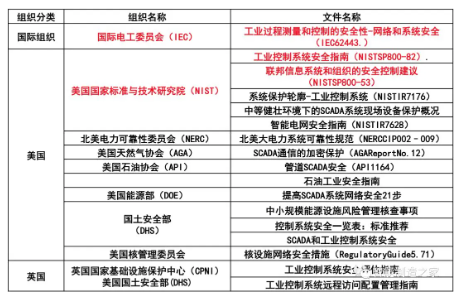 组织分类 组织名称 文件名称
国际组织 国际电工委员会（IEC） 工业过程测量和控制的安全性-网络和系统安全
（IEC62443.）
美国 美国国家标准与技术研究院（NIST） 工业控制系统安全指南（NISTSP800-82）.
联邦信息系统和组织的安全控制建议
（NISTSP800-53）
系统保护轮廓-工业控制系统（NISTIR7176）
中等健壮环境下的SCADA系统现场设备保护概况
智能电网安全指南（NISTIR7628）
北美电力可靠性委员会（NERC） 北美大电力系统可靠性规范（NERCCIP002－009）
美国天然气协会（AGA） SCADA通信的加密保护（AGAReportNo.12）
美国石油协会（API） 管道SCADA安全（API1164）
石油工业安全指南
美国能源部（DOE） 提高SCADA系统网络安全21步
国土安全部
（DHS） 中小规模能源设施风险管理核查事项
控制系统安全一览表：标准推荐
SCADA和工业控制系统安全
美国核管理委员会 核设施网络安全措施（RegulatoryGuide5.71）
英国 英国国家基础设施保护中心（CPNI）
美国国土安全部(DHS) 工业控制系统安全评估指南
工业控制系统远程访问配置管理指南